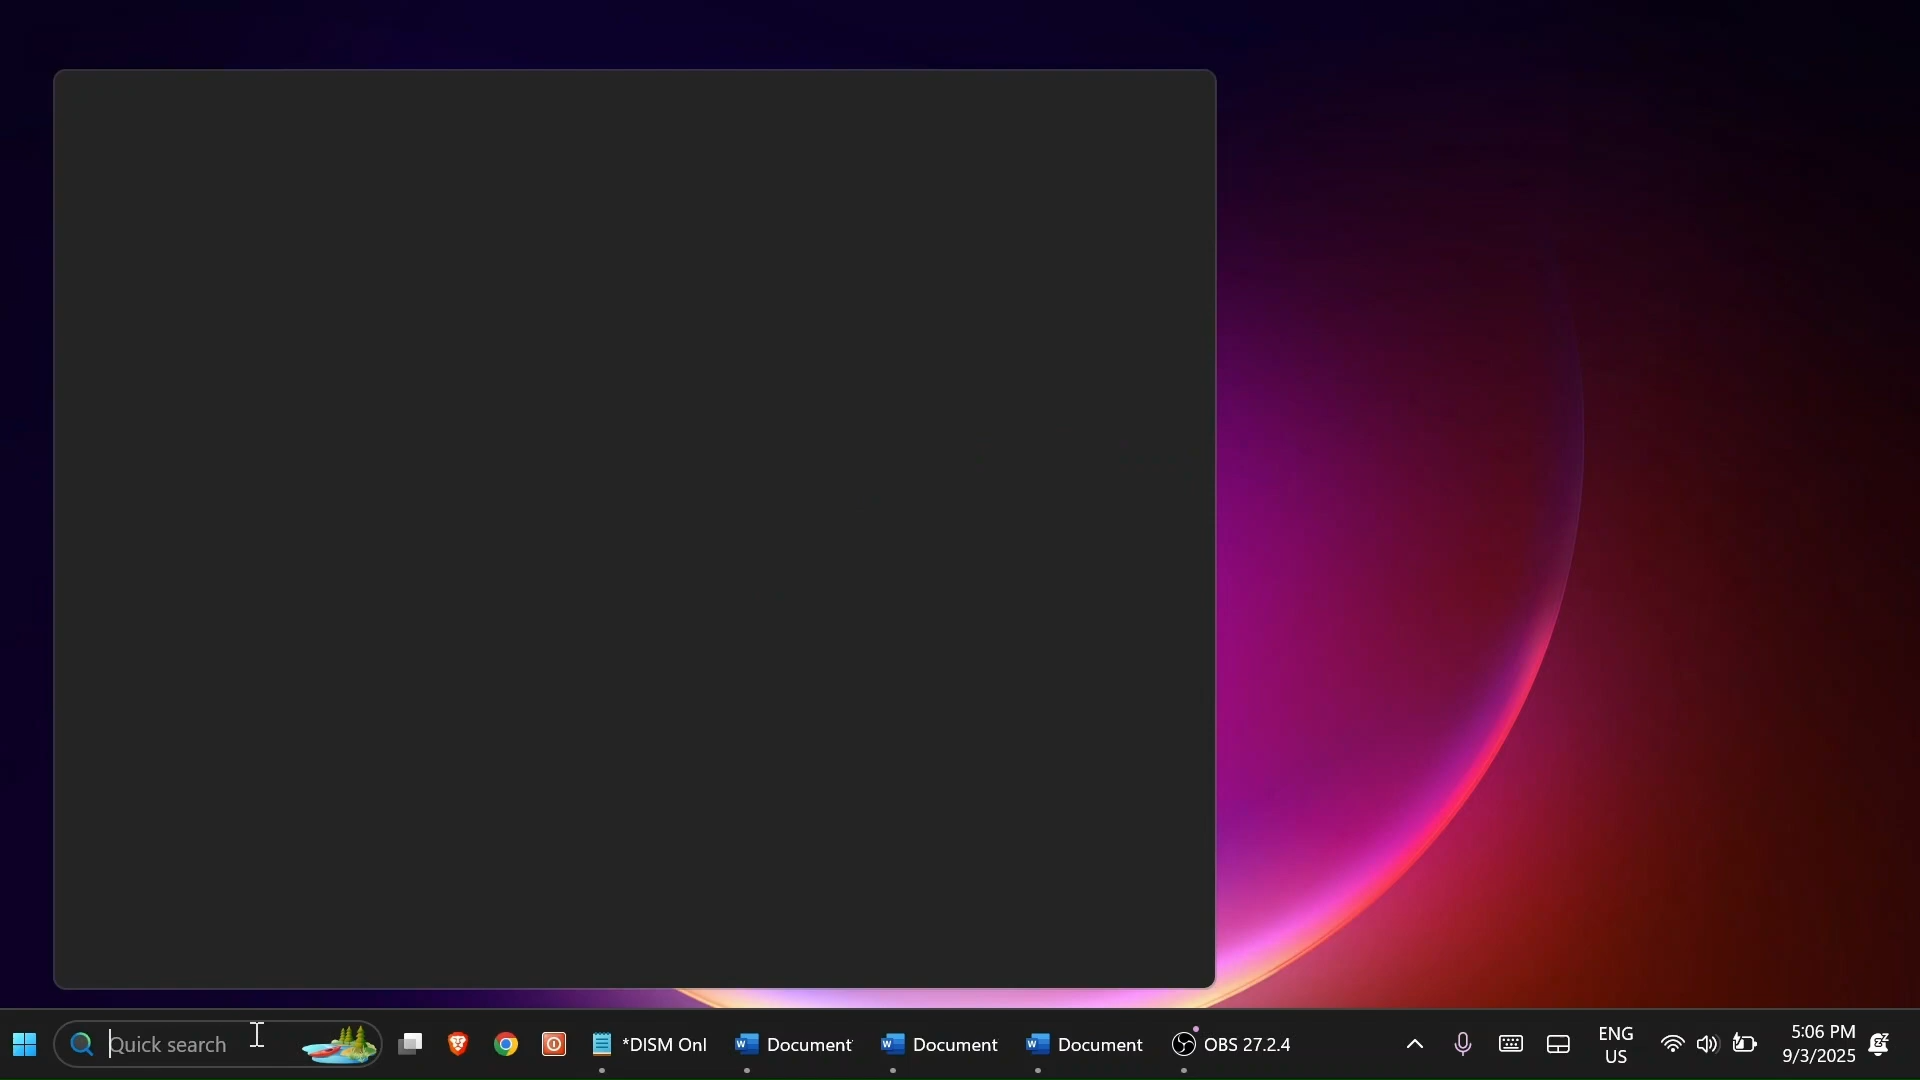 Quick search
*DISM Onl
Document
Document
Document
OBS 27.2.4
ENG
US
5:06 PM
9/3/2025